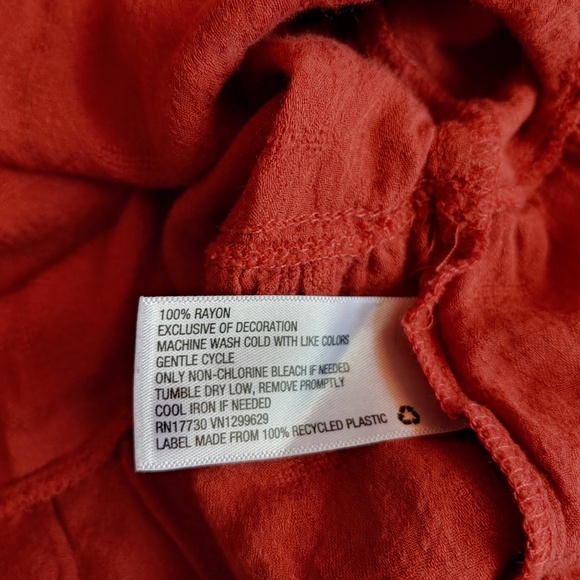 100% RAYON
EXCLUSIVE OF DECORATION
MACHINE WASH COLD WITH LIKE COLORS
GENTLE CYCLE
ONLY NON-CHLORINE BLEACH IF NEEDED
TUMBLE DRY LOW, REMOVE PROMPTLY
COOL IRON IF NEEDED
RN17730 VN1299629
LABEL MADE FROM 100% RECYCLED PLASTIC